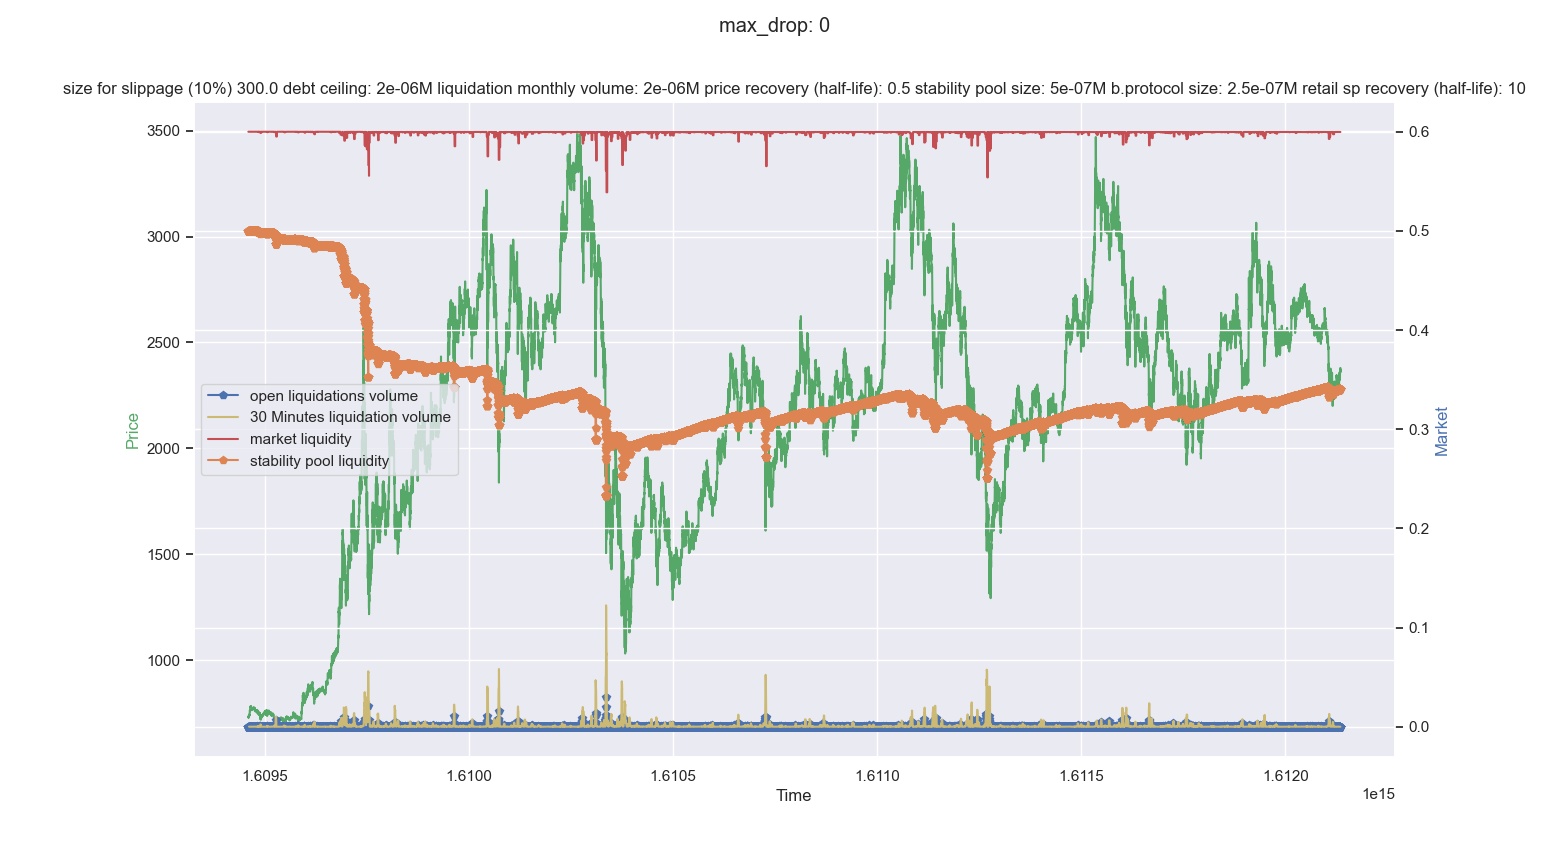 max_drop: 0
size for slippage (10%) 300.0 debt ceiling: 2e-06M liquidation monthly volume: 2e-06M price recovery (half-life): 0.5 stability pool size: 5e-07M b.protocol size: 2.5e-07M retail sp recovery (half-life): 10
3500
3000
2500
2000
1500
1000
Price
0.6
0.5
0.4
0.3
0.2
0.1
0.0
Market
open liquidations volume
30 Minutes liquidation volume
market liquidity
stability pool liquidity
1.6095 1.6100 1.6105 1.6110 1.6115 1.6120
Time
1e15